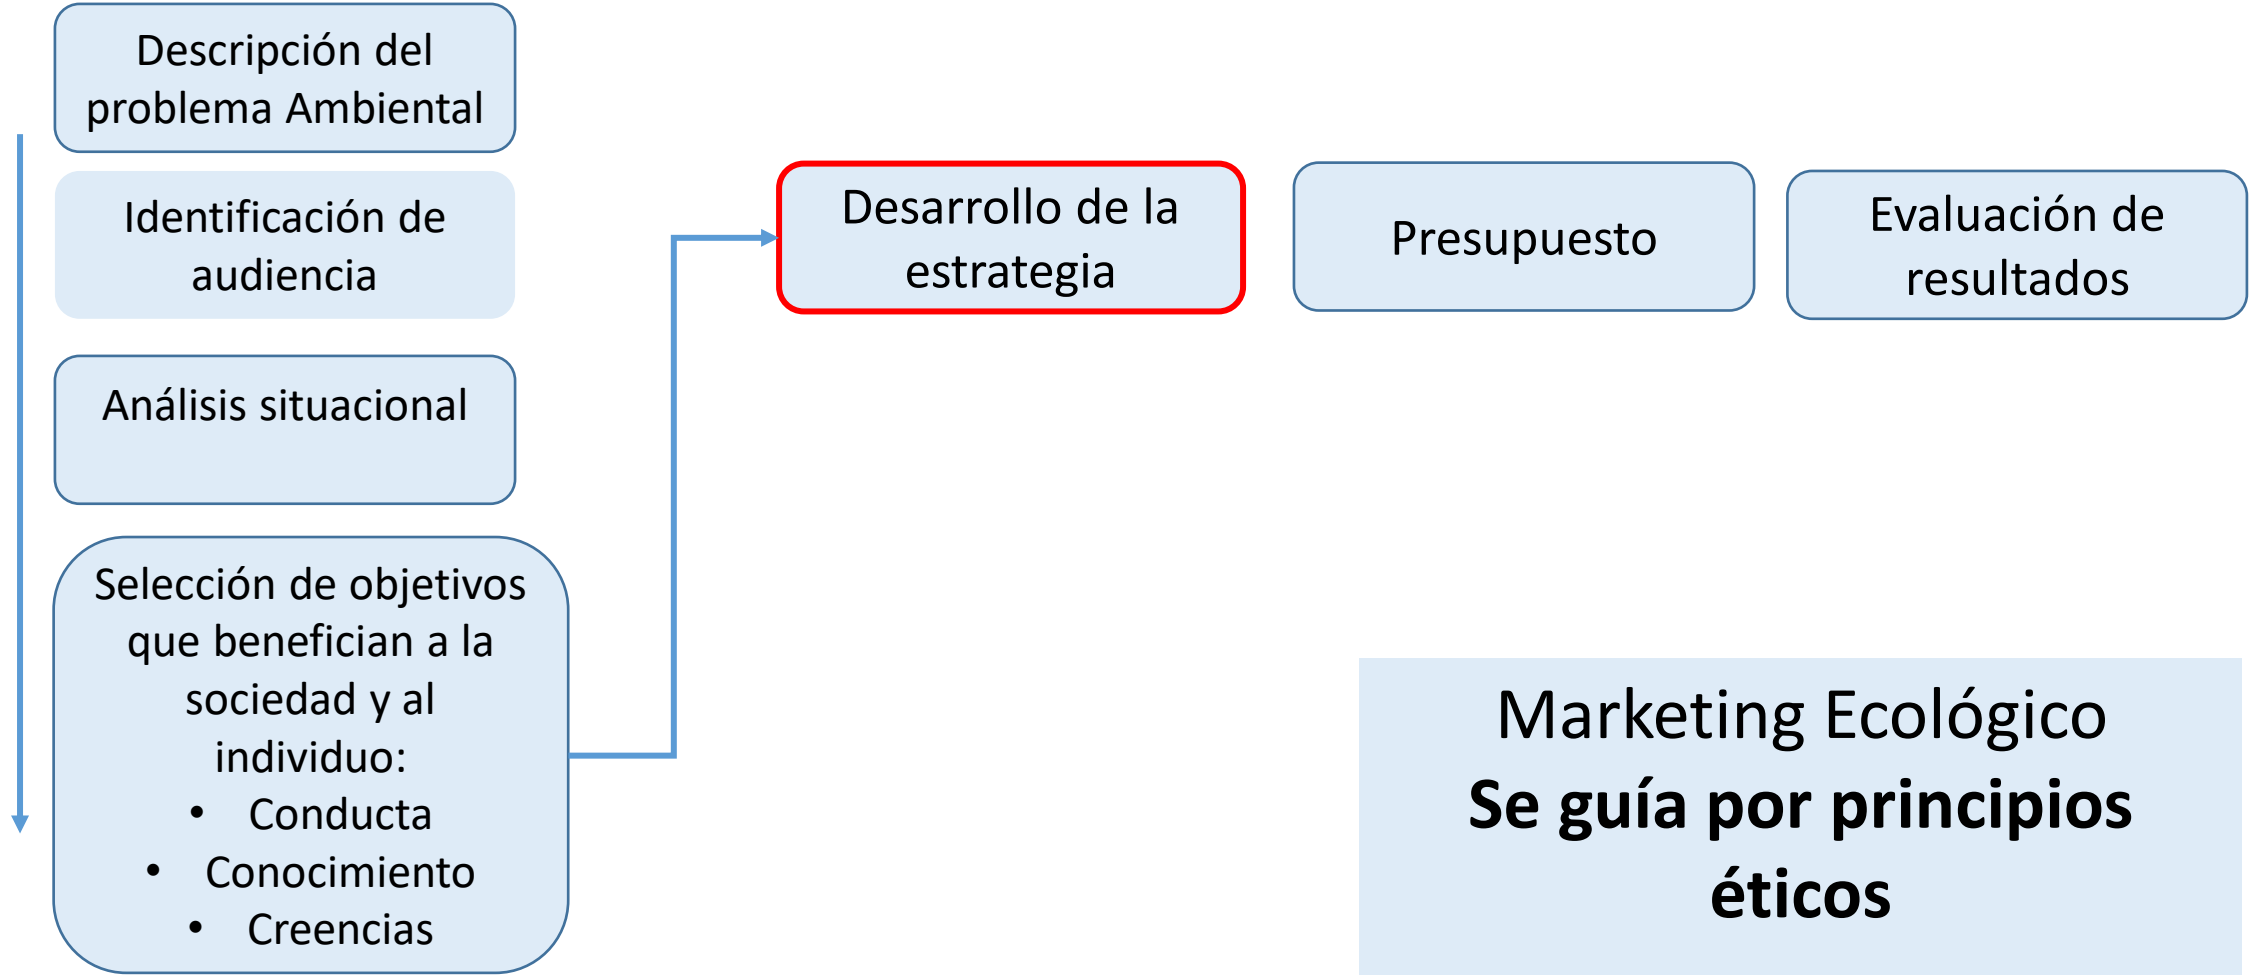 Descripción del
problema Ambiental
Identificación de
audiencia
Análisis situacional
Selección de objetivos
que benefician a la
sociedad y al
individuo:
• Conducta
• Conocimiento
• Creencias
Desarrollo de la
estrategia
Presupuesto
Evaluación de
resultados
Marketing Ecológico
Se guía por principios
éticos